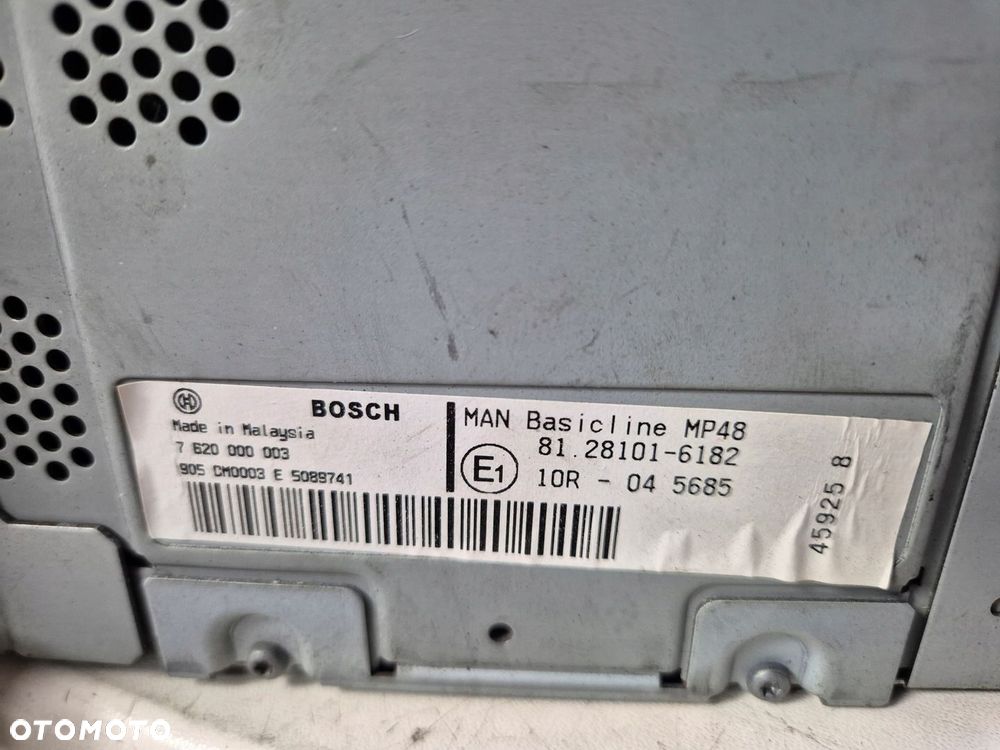 BOSCH
Made in Malaysia
7 620 000 003
905 CM0003 E 5089741
MAN Basicline MP48
81.28101-6182
E1 10R - 04 5685
45925 8
OTOMOTO